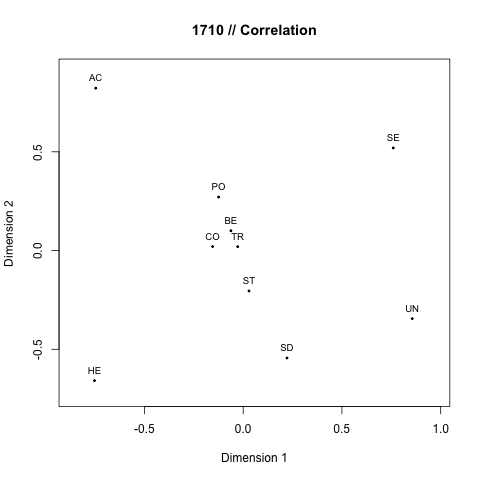 1710 // Correlation
AC
SE
PO
BE
CO TR
ST
UN
SD
HE
Dimension 2
0.5
0.0
-0.5
-0.5 0.0 0.5 1.0
Dimension 1